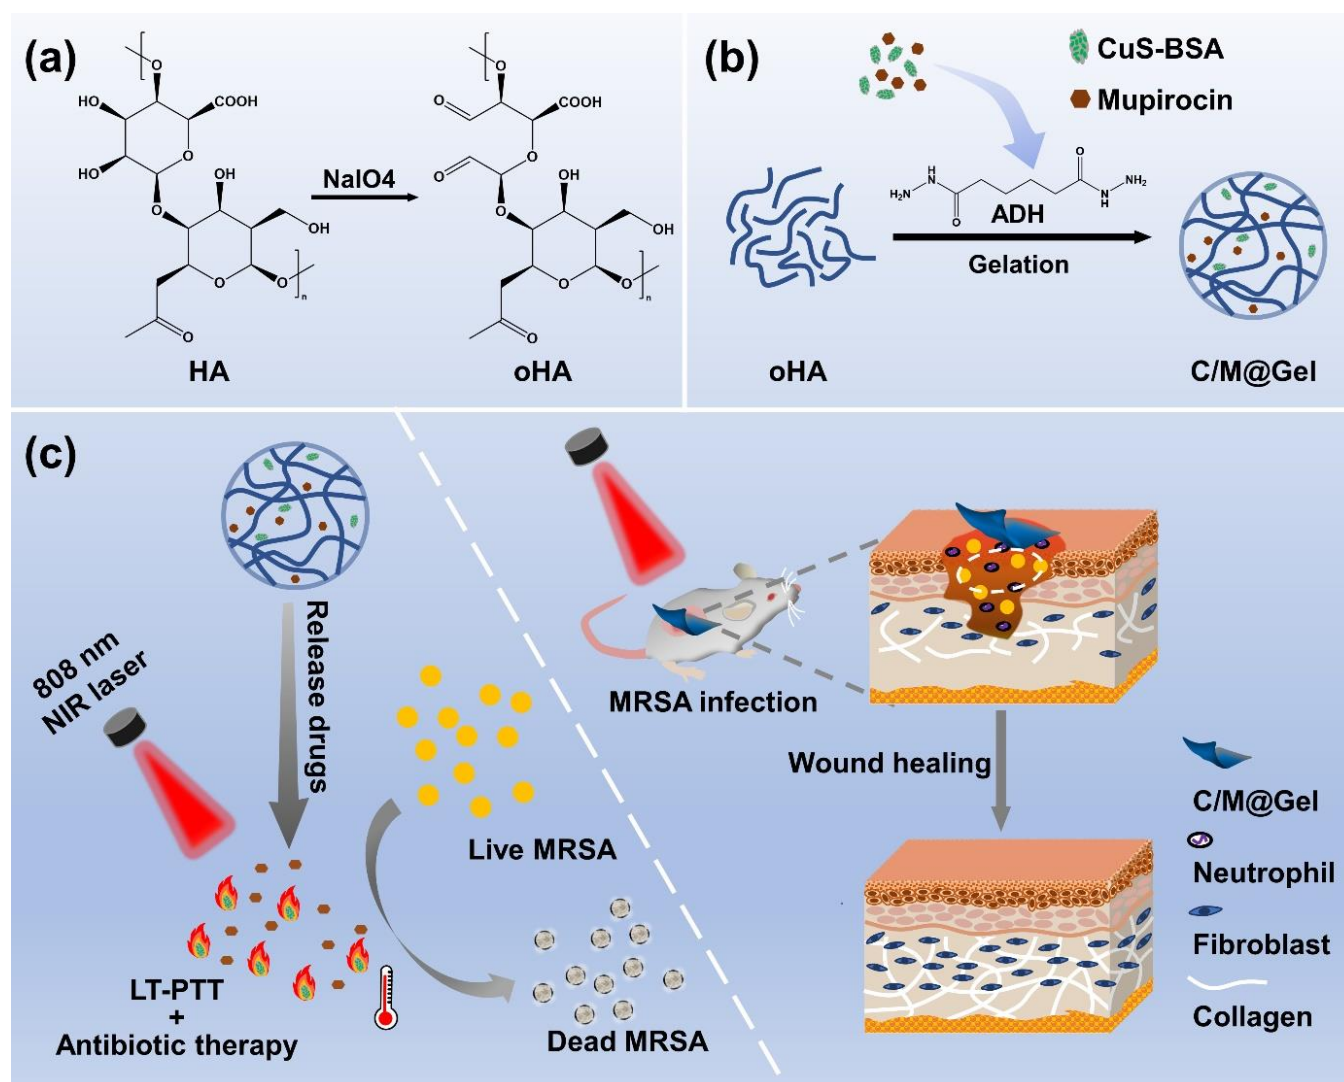 (a)
O
HO
COOH
HO
O
O
OH
OH
O
O
n
O
HA
NaIO4
O
COOH
O
O
O
O
OH
OH
O
O
n
O
oHA
(b)
CuS-BSA
Mupirocin
oHA
H₂N
H
N
O
O
N
H
NH₂
ADH
Gelation
C/M@Gel
(c)
Release drugs
808 nm
NIR laser
Live MRSA
LT-PTT
+
Antibiotic therapy
Dead MRSA
MRSA infection
Wound healing
C/M@Gel
Neutrophil
Fibroblast
Collagen